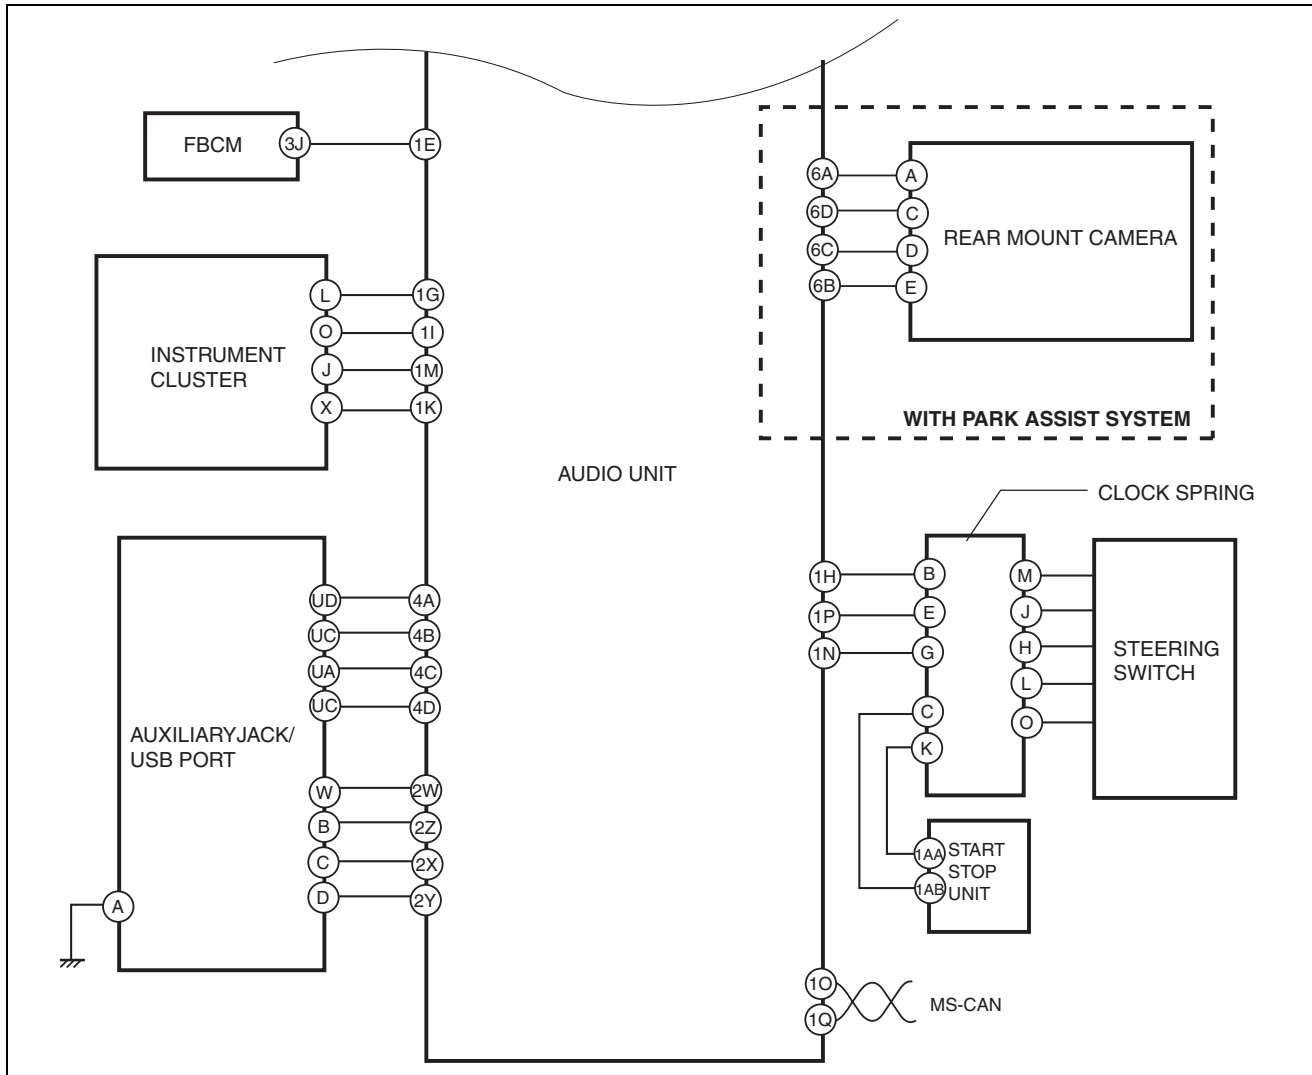 FBCM
3J
1E
6A
A
6D
C
REAR MOUNT CAMERA
6C
D
6B
E
WITH PARK ASSIST SYSTEM
L
1G
O
1I
INSTRUMENT
CLUSTER
J
1M
X
1K
AUDIO UNIT
CLOCK SPRING
UD
4A
UC
4B
UA
4C
UC
4D
AUXILIARYJACK/
USB PORT
W
2W
B
2Z
C
2X
D
2Y
A
1H
B
M
1P
E
J
1N
G
H
STEERING
SWITCH
L
C
O
K
1AA
START
STOP
UNIT
1AB
1O
MS-CAN
1Q